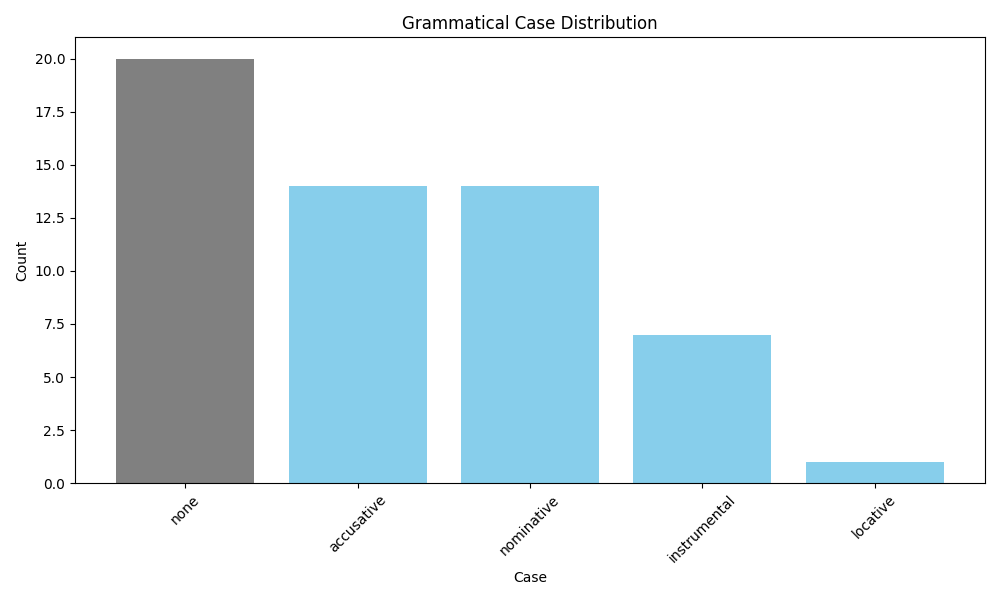 Grammatical Case Distribution
20.0
17.5
15.0
12.5
10.0
7.5
5.0
2.5
0.0
Count
none
accusative
nominative
instrumental
locative
Case